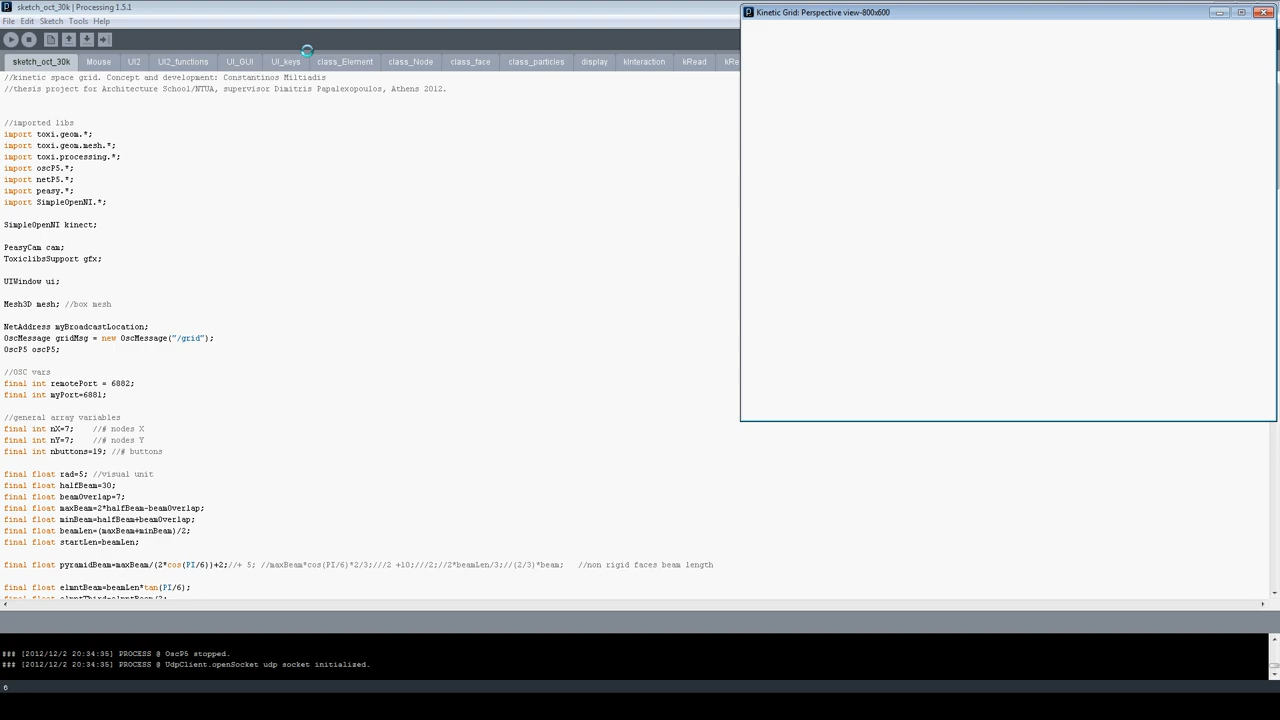 sketch_oct_30k | Processing 1.5.1
File Edit Sketch Tools Help
sketch_oct_30k Mouse UI2 UI2_functions UI_GUI UI_keys class_Element class_Node class_face class_particles display kInteraction kRead kRe
//kinetic space grid. Concept and development: Constantinos Miltiadis
//thesis project for Architecture School/NTUA, supervisor Dimitris Papalexopoulos, Athens 2012.
//imported libs
import toxi.geom.*;
import toxi.geom.mesh.*;
import toxi.processing.*;
import oscP5.*;
import netP5.*;
import peasy.*;
import SimpleOpenNI.*;
SimpleOpenNI kinect;
PeasyCam cam;
ToxiclibsSupport gfx;
UIWindow ui;
Mesh3D mesh; //box mesh
NetAddress myBroadcastLocation;
OscMessage gridMsg = new OscMessage("/grid");
OscP5 oscP5;
//OSC vars
final int remotePort = 6882;
final int myPort=6881;
//general array variables
final int nX=7; //# nodes X
final int nY=7; //# nodes Y
final int nbuttons=19; //# buttons
final float rad=5; //visual unit
final float halfBeam=30;
final float beamOverlap=7;
final float maxBeam=2*halfBeam-beamOverlap;
final float minBeam=halfBeam+beamOverlap;
final float beamLen=(maxBeam+minBeam)/2;
final float startLen=beamLen;
final float pyramidBeam=maxBeam/(2*cos(PI/6))+2;//+ 5; //maxBeam*cos(PI/6)*2/3;///2 +10;///2;//2*beamLen/3;//(2/3)*beam; //non rigid faces beam length
final float elmntBeam=beamLen*tan(PI/6);
final float elmntThird=elmntBeam/2;
### [2012/12/2 20:34:35] PROCESS @ OscP5 stopped.
### [2012/12/2 20:34:35] PROCESS @ UdpClient.openSocket udp socket initialized.
6
Kinetic Grid: Perspective view-800x600